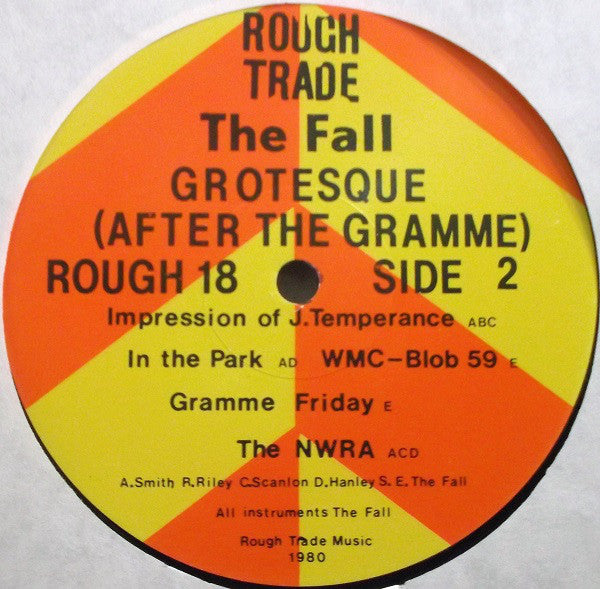 ROUGH
TRADE
The Fall
GROTESQUE
(AFTER THE GRAMME)
ROUGH 18 SIDE 2
Impression of J.Temperance ABC
In the Park AD WMC-Blob 59 E
Gramme Friday E
The NWRA ACD
A.Smith R.Riley C.Scanlon D.Hanley S. E.The Fall
All instruments The Fall
Rough Trade Music
1980